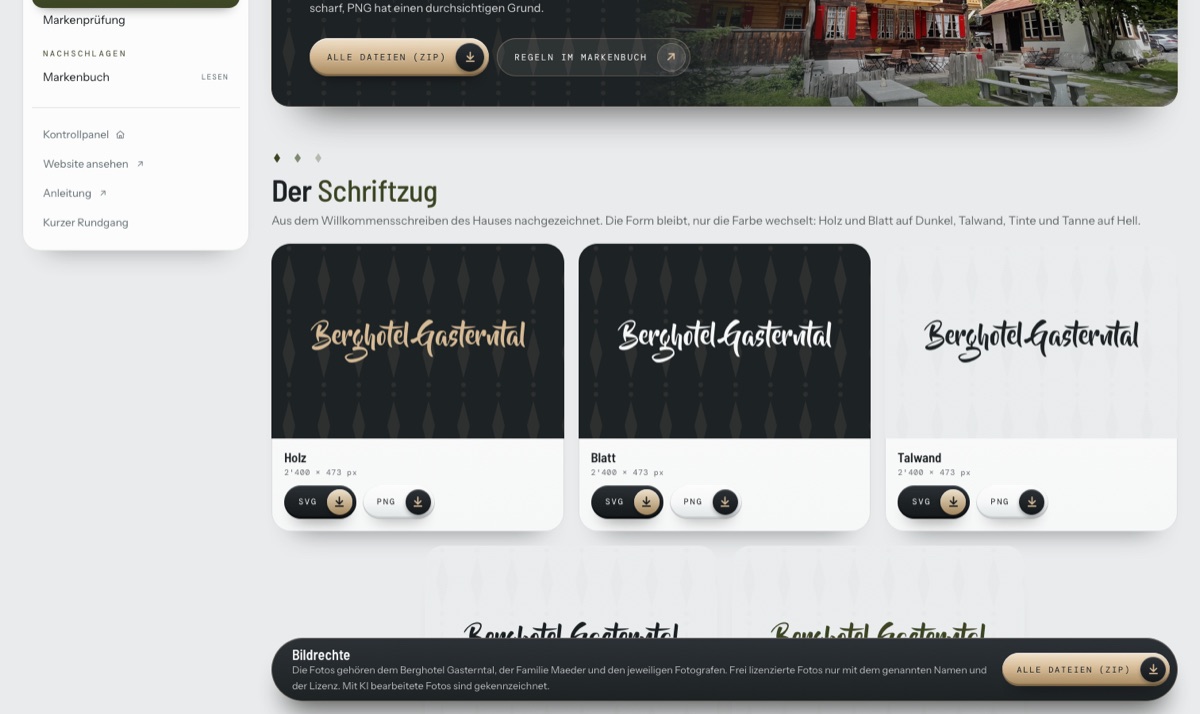 Markenprüfung
NACHSCHLAGEN
Markenbuch
LESEN
Kontrollpanel
Website ansehen
Anleitung
Kurzer Rundgang
scharf, PNG hat einen durchsichtigen Grund.
ALLE DATEIEN (ZIP)
REGELN IM MARKENBUCH
Der Schriftzug
Aus dem Willkommensschreiben des Hauses nachgezeichnet. Die Form bleibt, nur die Farbe wechselt: Holz und Blatt auf Dunkel, Talwand, Tinte und Tanne auf Hell.
Berghotel Gasterntal
Berghotel Gasterntal
Berghotel Gasterntal
Holz
2'400 × 473 px
SVG
PNG
Blatt
2'400 × 473 px
SVG
PNG
Talwand
2'400 × 473 px
SVG
PNG
Berghotel Gasterntal
Berghotel Gasterntal
Bildrechte
Die Fotos gehören dem Berghotel Gasterntal, der Familie Maeder und den jeweiligen Fotografen. Frei lizenzierte Fotos nur mit dem genannten Namen und
der Lizenz. Mit KI bearbeitete Fotos sind gekennzeichnet.
ALLE DATEIEN (ZIP)